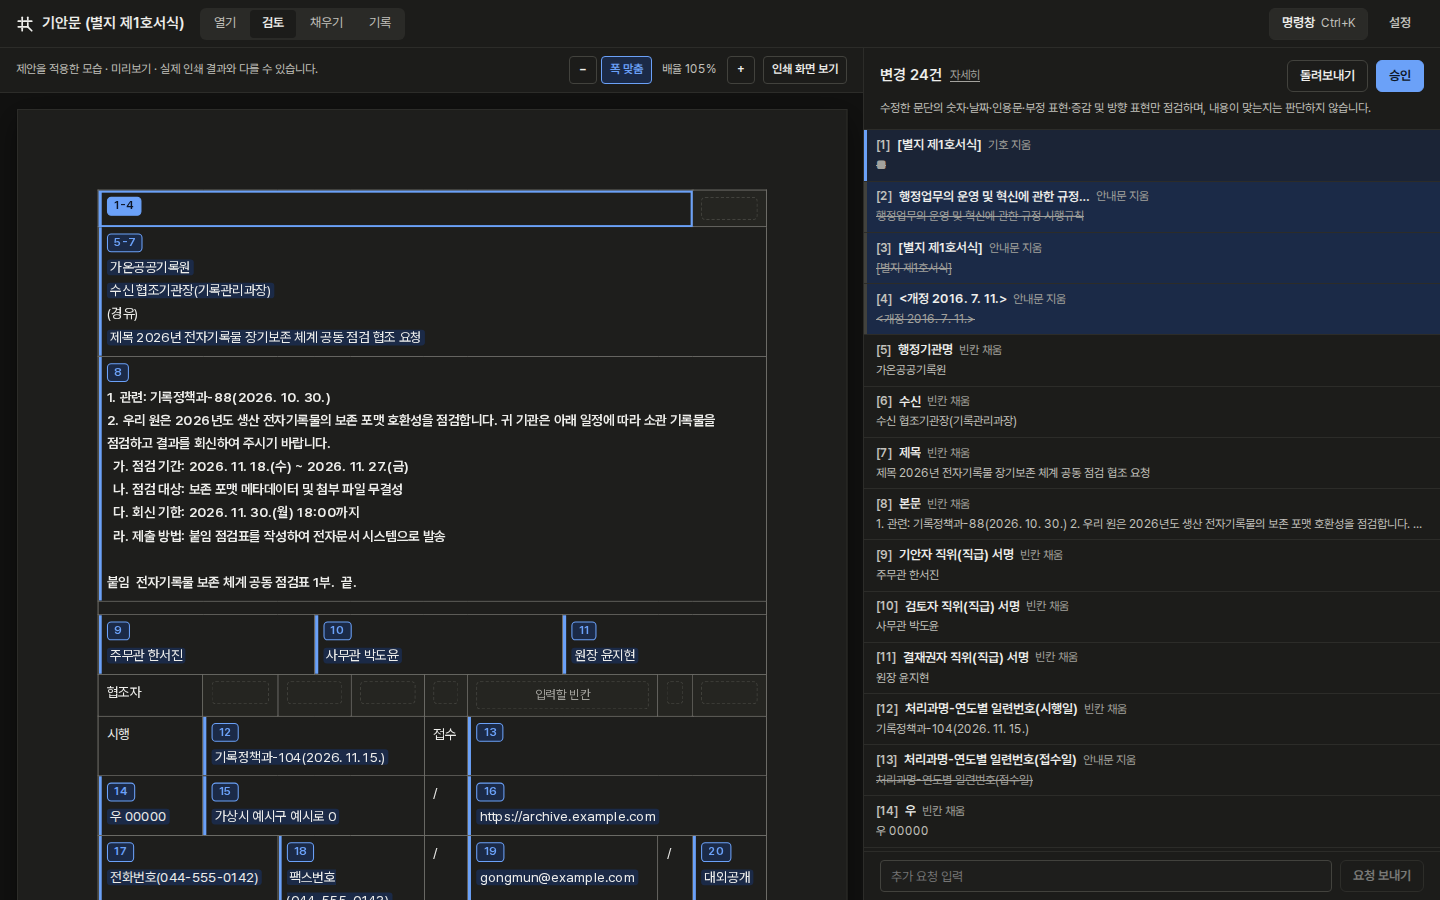 기안문 (별지 제1호서식)
열기 검토 채우기 기록
명령창 Ctrl+K 설정
제안을 적용한 모습 · 미리보기 · 실제 인쇄 결과와 다를 수 있습니다.
− 폭 맞춤 배율 105% + 인쇄 화면 보기
1-4
5-7
가온공공기록원
수신 협조기관장(기록관리과장)
(경유)
제목 2026년 전자기록물 장기보존 체계 공동 점검 협조 요청
8
1. 관련: 기록정책과-88(2026. 10. 30.)
2. 우리 원은 2026년도 생산 전자기록물의 보존 포맷 호환성을 점검합니다. 귀 기관은 아래 일정에 따라 소관 기록물을
점검하고 결과를 회신하여 주시기 바랍니다.
가. 점검 기간: 2026. 11. 18.(수) ~ 2026. 11. 27.(금)
나. 점검 대상: 보존 포맷 메타데이터 및 첨부 파일 무결성
다. 회신 기한: 2026. 11. 30.(월) 18:00까지
라. 제출 방법: 붙임 점검표를 작성하여 전자문서 시스템으로 발송
붙임 전자기록물 보존 체계 공동 점검표 1부. 끝.
9 10 11
주무관 한서진 사무관 박도윤 원장 윤지현
협조자 입력할 빈칸
시행 12 접수 13
기록정책과-104(2026. 11. 15.)
14 15 / 16
우 00000 가상시 예시구 예시로 0 https://archive.example.com
17 18 / 19 / 20
전화번호(044-555-0142) 팩스번호 gongmun@example.com 대외공개
(044-555-0143)
변경 24건 자세히 돌려보내기 승인
수정한 문단의 숫자·날짜·인용문·부정 표현·증감 및 방향 표현만 점검하며, 내용이 맞는지는 판단하지 않습니다.
[1] [별지 제1호서식] 기호 지움
[2] 행정업무의 운영 및 혁신에 관한 규정... 안내문 지움
행정업무의 운영 및 혁신에 관한 규정 시행규칙
[3] [별지 제1호서식] 안내문 지움
[별지 제1호서식]
[4] <개정 2016. 7. 11.> 안내문 지움
<개정 2016. 7. 11.>
[5] 행정기관명 빈칸 채움
가온공공기록원
[6] 수신 빈칸 채움
수신 협조기관장(기록관리과장)
[7] 제목 빈칸 채움
제목 2026년 전자기록물 장기보존 체계 공동 점검 협조 요청
[8] 본문 빈칸 채움
1. 관련: 기록정책과-88(2026. 10. 30.) 2. 우리 원은 2026년도 생산 전자기록물의 보존 포맷 호환성을 점검합니다. ...
[9] 기안자 직위(직급) 서명 빈칸 채움
주무관 한서진
[10] 검토자 직위(직급) 서명 빈칸 채움
사무관 박도윤
[11] 결재권자 직위(직급) 서명 빈칸 채움
원장 윤지현
[12] 처리과명-연도별 일련번호(시행일) 빈칸 채움
기록정책과-104(2026. 11. 15.)
[13] 처리과명-연도별 일련번호(접수일) 안내문 지움
처리과명-연도별 일련번호(접수일)
[14] 우 빈칸 채움
우 00000
추가 요청 입력 요청 보내기